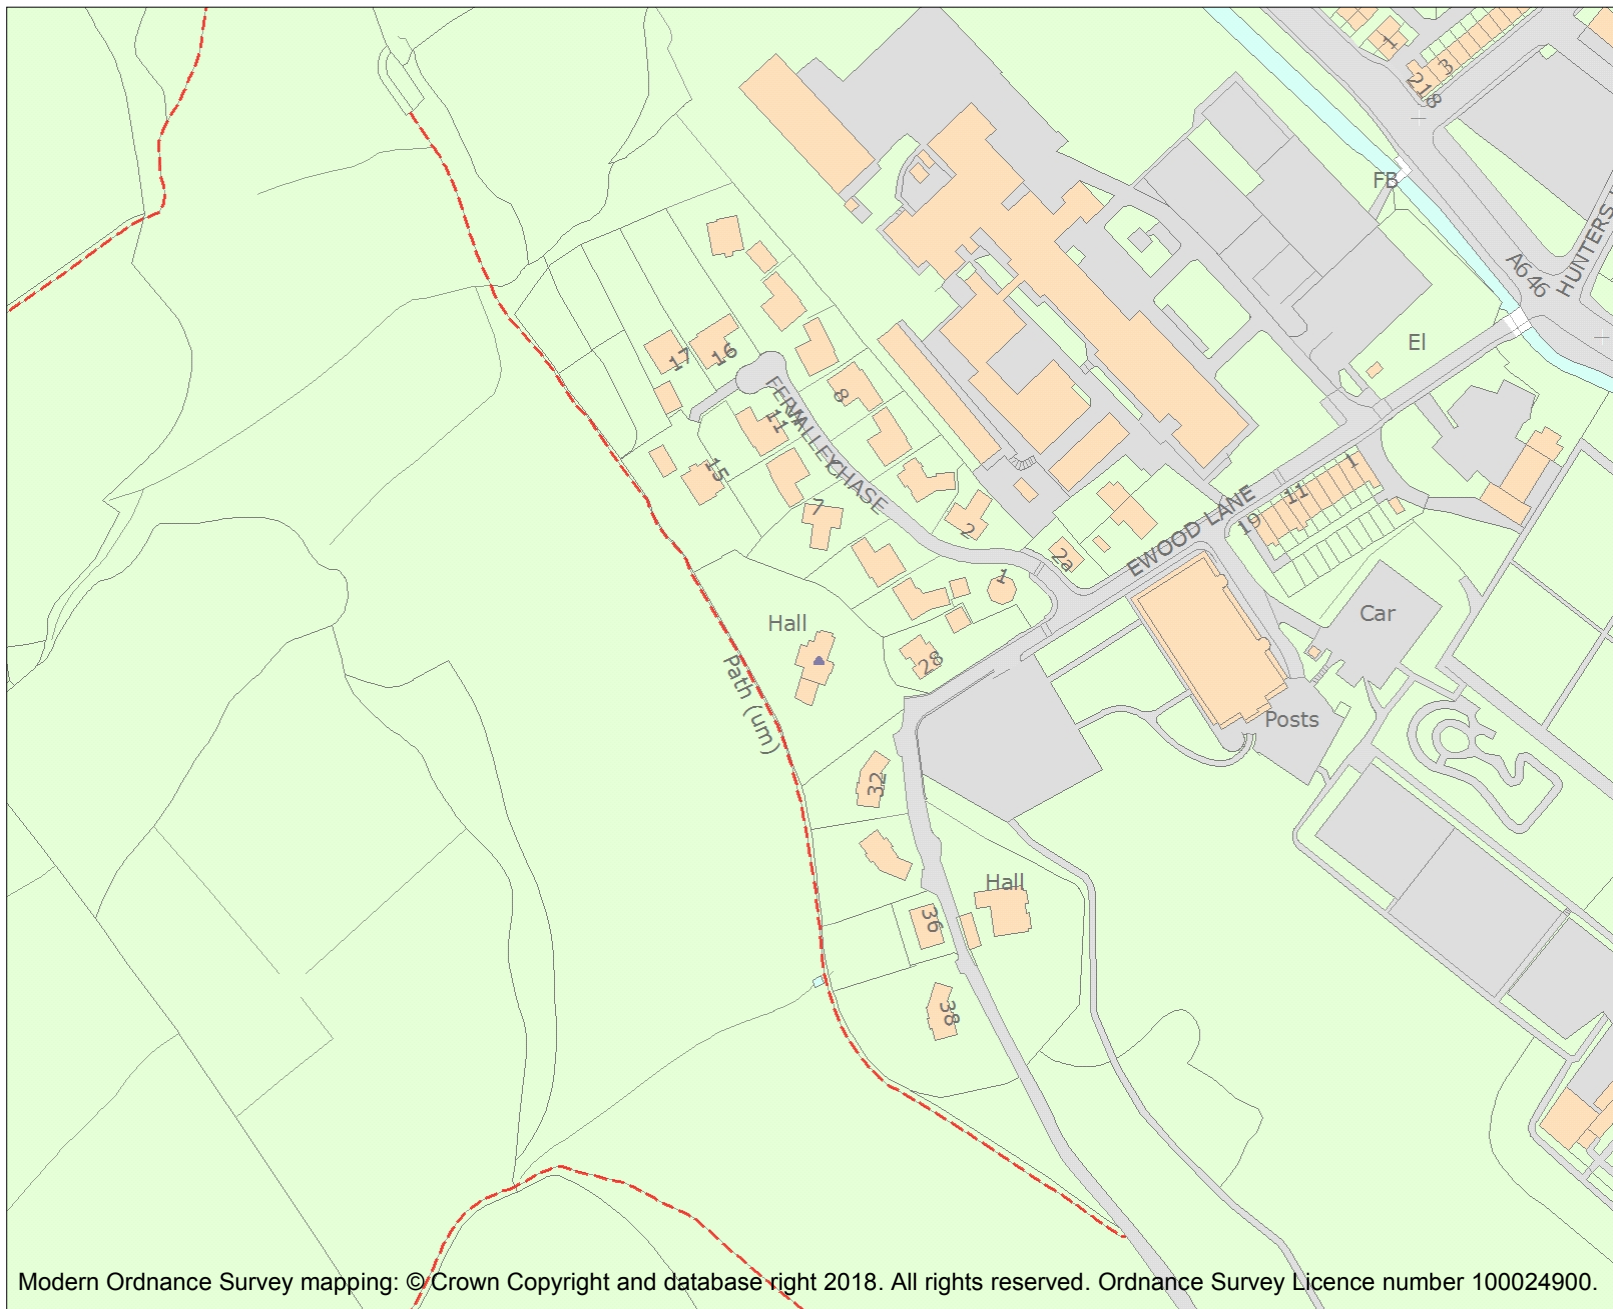 1
3
218
FB
A646
HUNTERS
El
17
16
FERN
VALLEY
CHASE
8
11
15
7
2
2a
1
EWOOD LANE
19
11
1
Hall
28
Car
Path (um)
Posts
32
Hall
36
38
Modern Ordnance Survey mapping: © Crown Copyright and database right 2018. All rights reserved. Ordnance Survey Licence number 100024900.